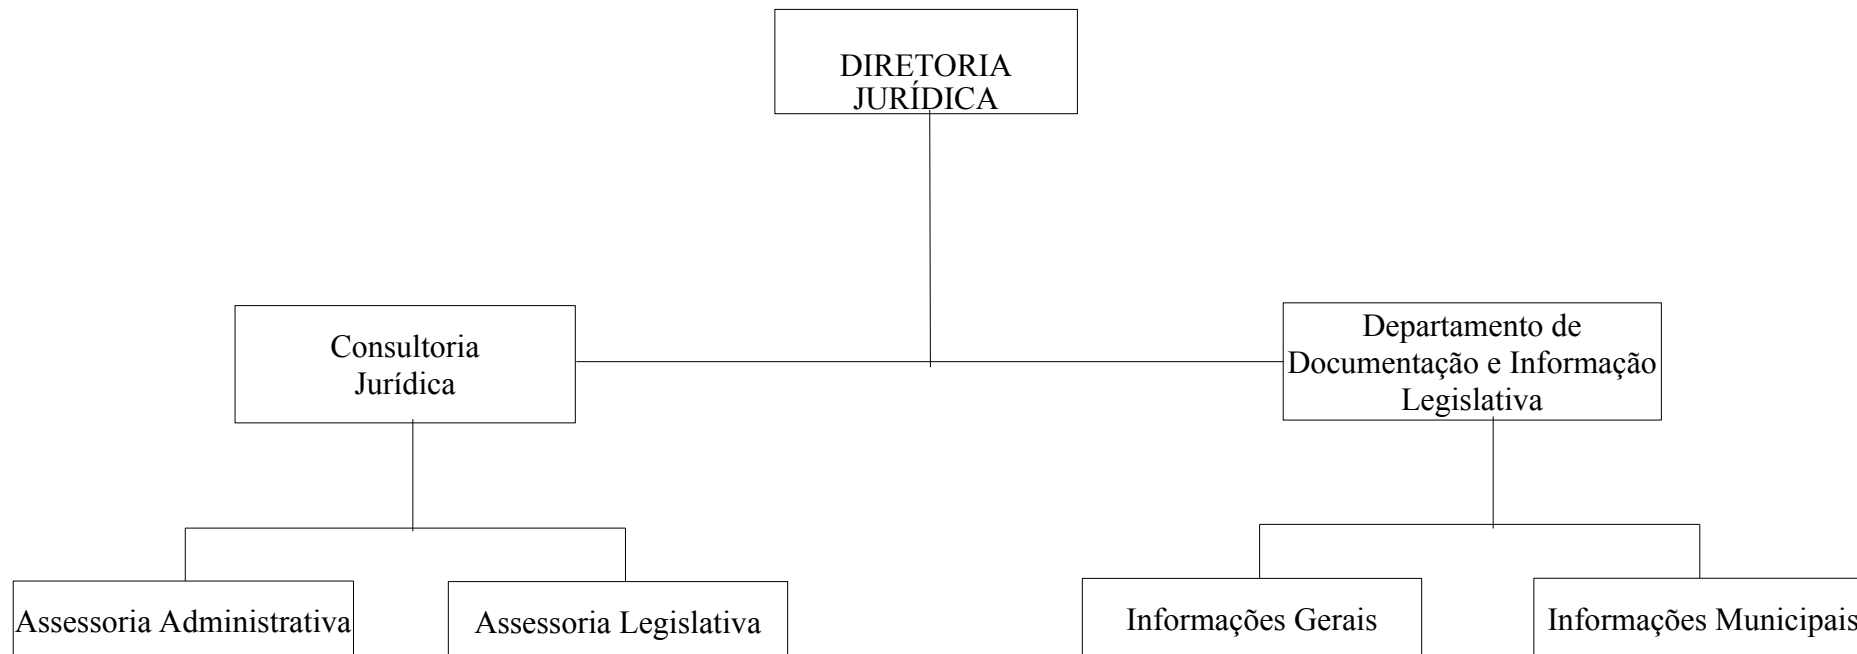 DIRETORIA
JURÍDICA
Consultoria
Jurídica
Departamento de
Documentação e Informação
Legislativa
Assessoria Administrativa
Assessoria Legislativa
Informações Gerais
Informações Municipais